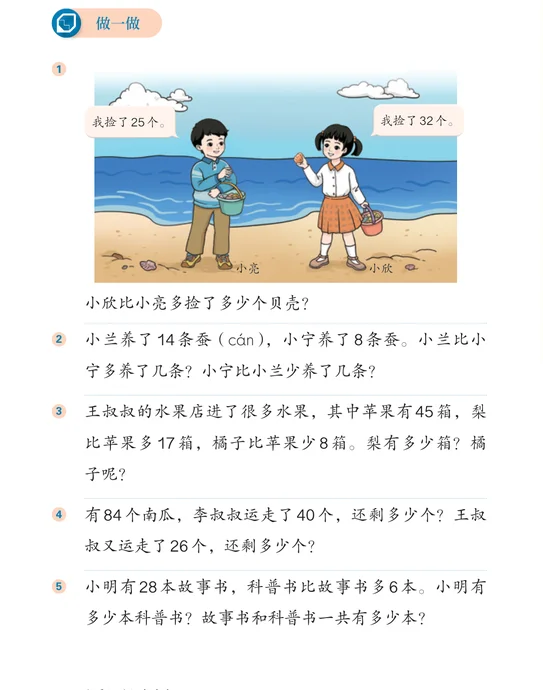 做一做
1
我捡了25个。
我捡了32个。
小亮
小欣
小欣比小亮多捡了多少个贝壳？
2 小兰养了14条蚕（cán），小宁养了8条蚕。小兰比小
宁多养了几条？小宁比小兰少养了几条？
3 王叔叔的水果店进了很多水果，其中苹果有45箱，梨
比苹果多17箱，橘子比苹果少8箱。梨有多少箱？橘
子呢？
4 有84个南瓜，李叔叔运走了40个，还剩多少个？王叔
叔又运走了26个，还剩多少个？
5 小明有28本故事书，科普书比故事书多6本。小明有
多少本科普书？故事书和科普书一共有多少本？